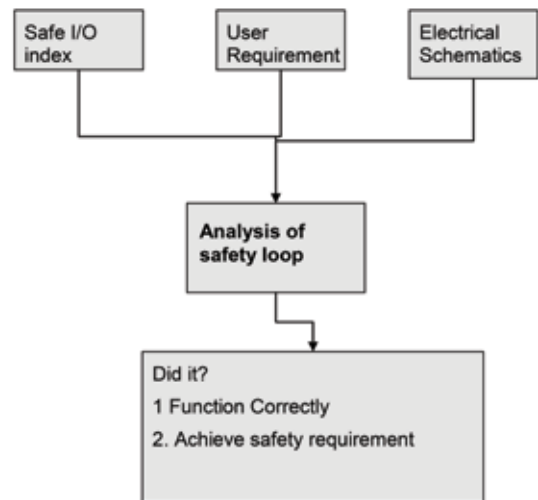 Safe I/O
index
User
Requirement
Electrical
Schematics
Analysis of
safety loop
Did it?
1 Function Correctly
2. Achieve safety requirement